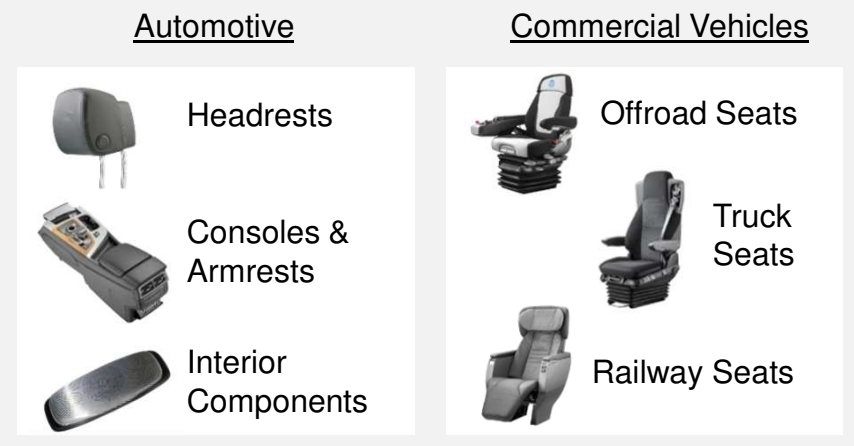 Automotive
Headrests
Consoles &
Armrests
Interior
Components
Commercial Vehicles
Offroad Seats
Truck
Seats
Railway Seats